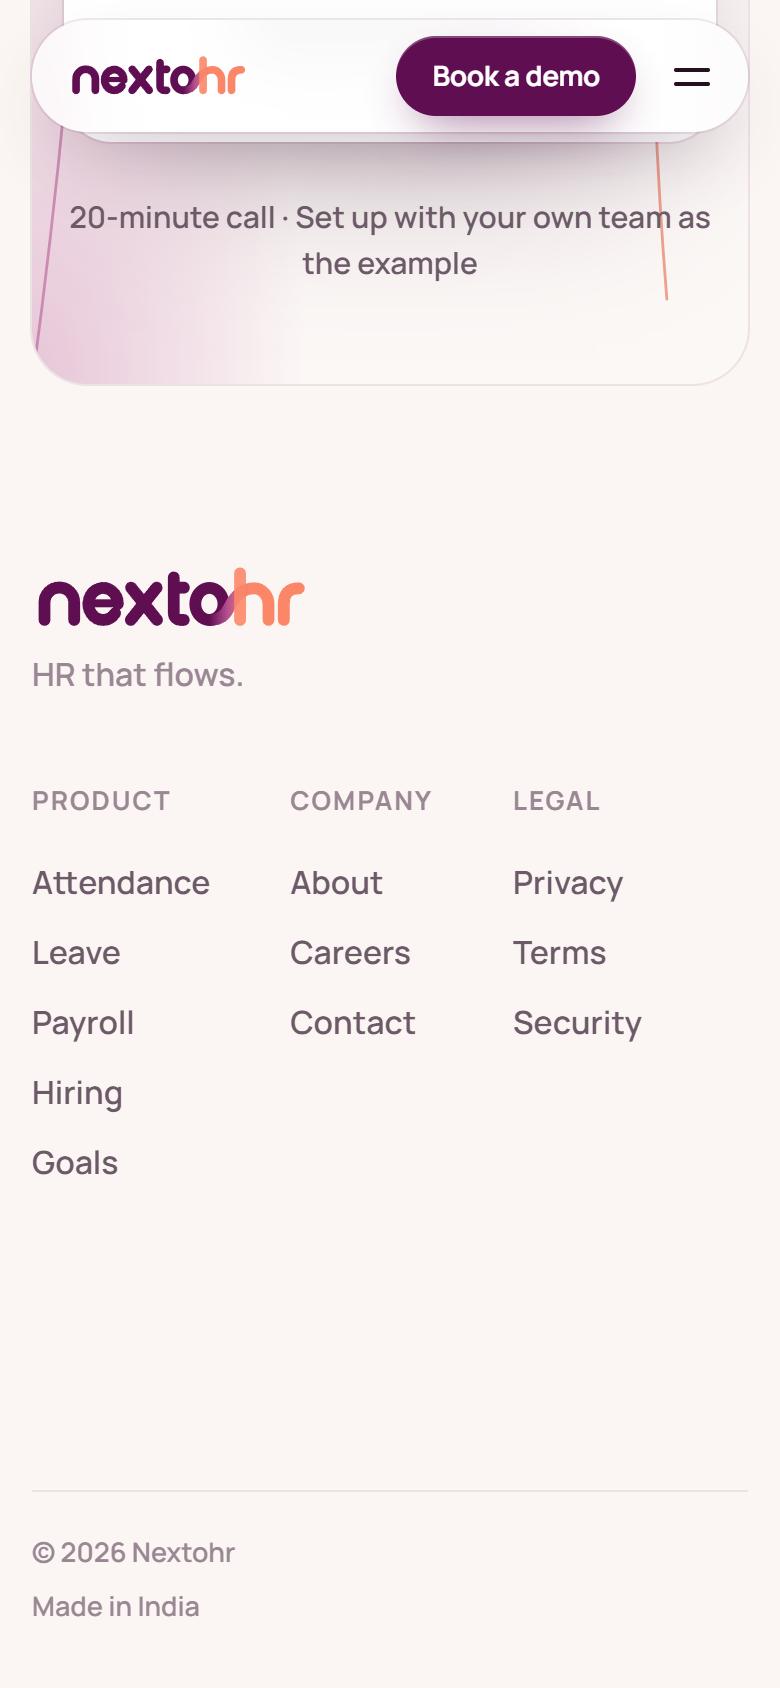 nextohr
Book a demo
20-minute call · Set up with your own team as
the example
nextohr
HR that flows.
PRODUCT
COMPANY
LEGAL
Attendance
About
Privacy
Leave
Careers
Terms
Payroll
Contact
Security
Hiring
Goals
© 2026 Nextohr
Made in India